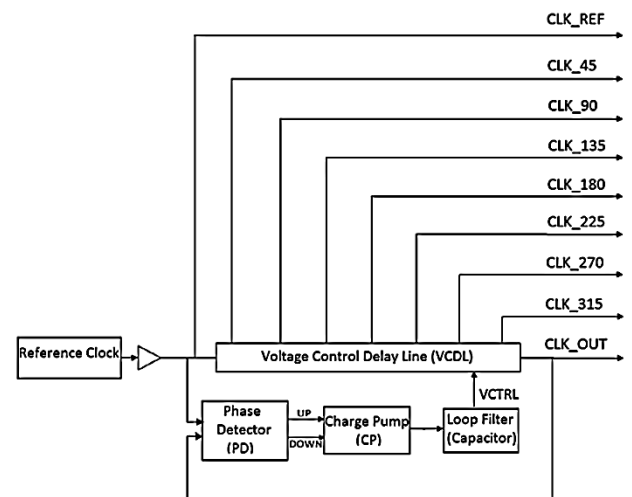 CLK_REF
CLK_45
CLK_90
CLK_135
CLK_180
CLK_225
CLK_270
CLK_315
CLK_OUT
Reference Clock
Voltage Control Delay Line (VCDL)
VCTRL
Phase
Detector
(PD)
UP
DOWN
Charge Pump
(CP)
Loop Filter
(Capacitor)